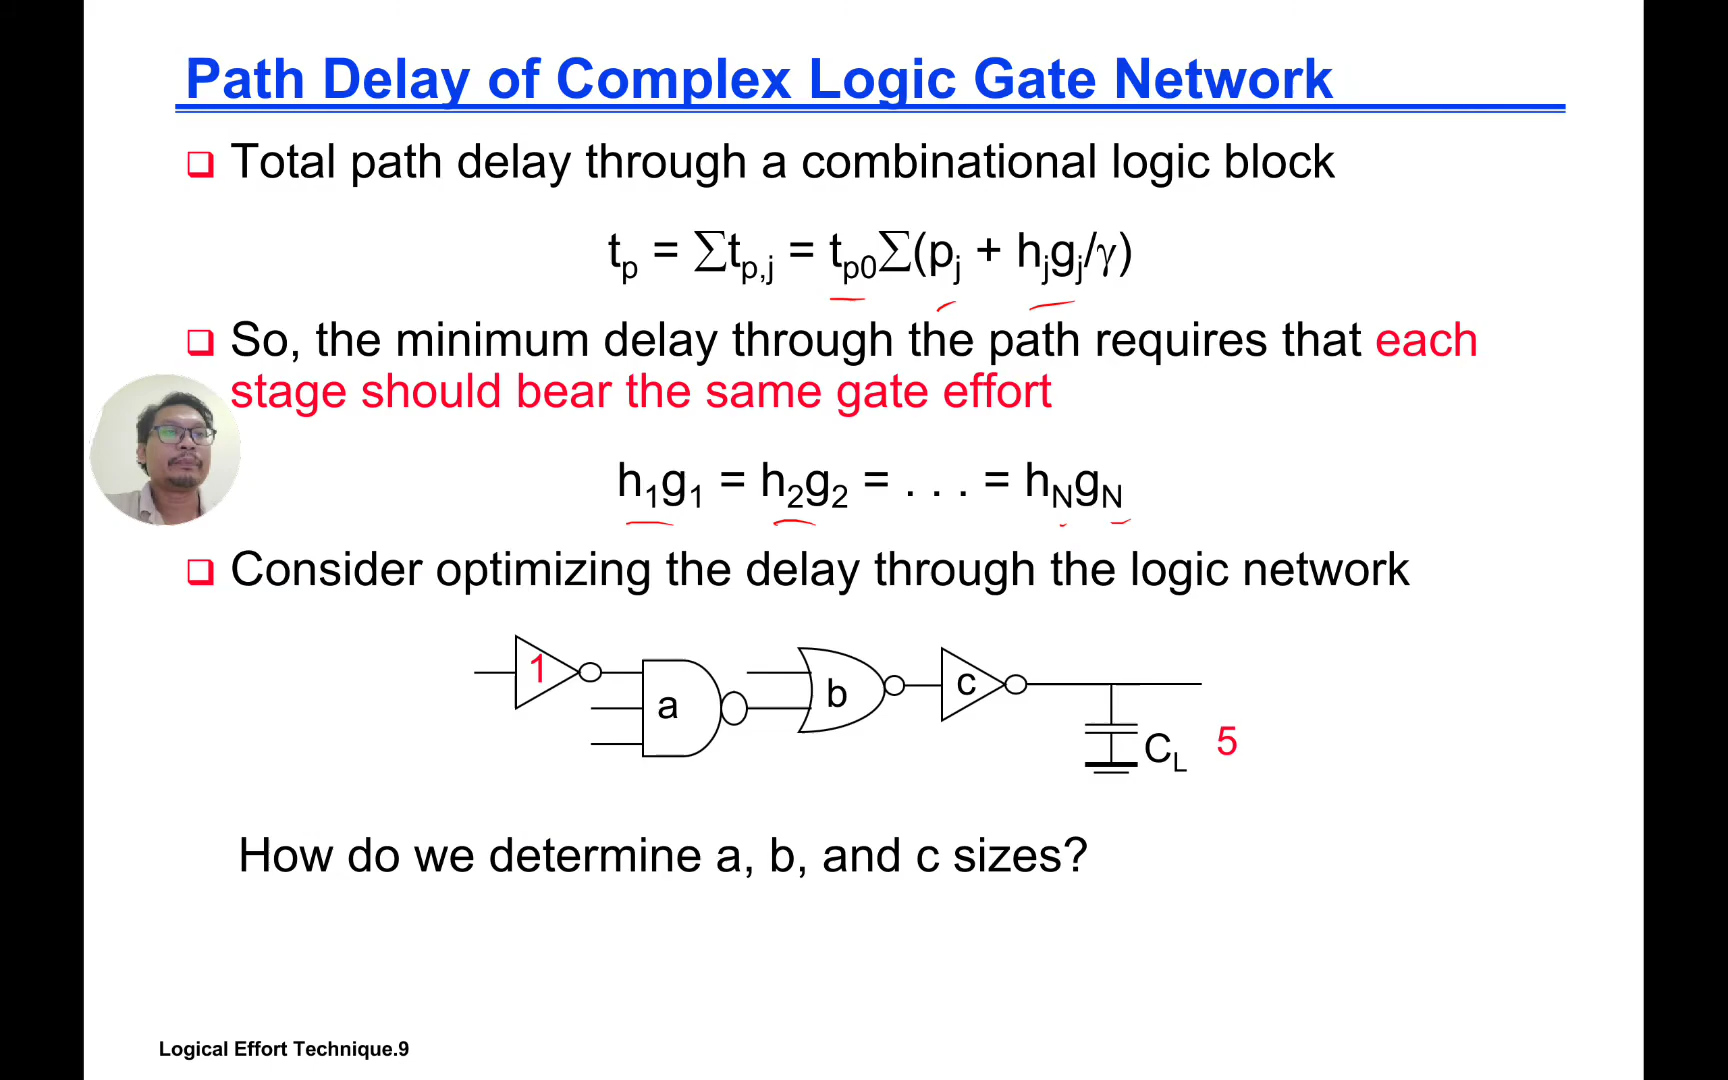 Path Delay of Complex Logic Gate Network
Total path delay through a combinational logic block
tp = ∑tp,j = tp0∑(pj + hjgj/γ)
So, the minimum delay through the path requires that each
stage should bear the same gate effort
h1g1 = h2g2 = . . . = hNgN
Consider optimizing the delay through the logic network
1
a
b
c
CL 5
How do we determine a, b, and c sizes?
Logical Effort Technique.9